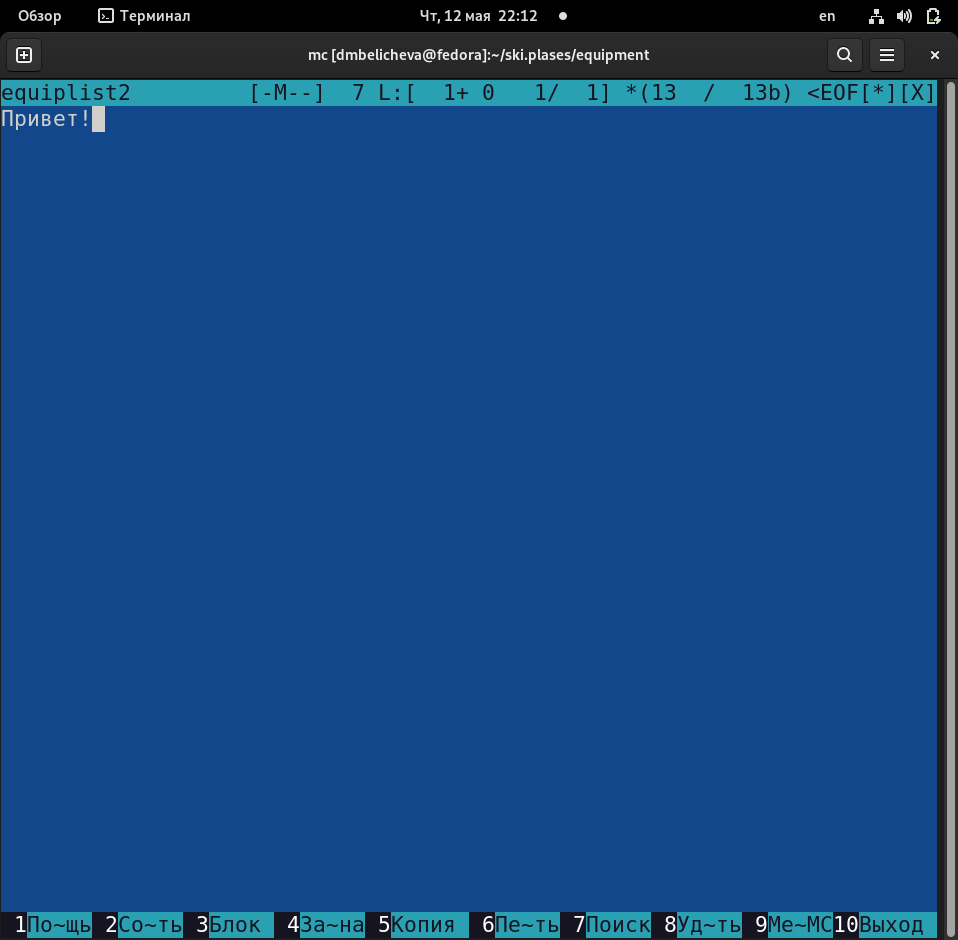 Обзор Терминал Чт, 12 мая 22:12 en
mc [dmbelicheva@fedora]:~/ski.plases/equipment
equiplist2 [-M--] 7 L:[ 1+ 0 1/ 1] *(13 / 13b) <EOF[*][X]
Привет!
1По~щь 2Со~ть 3Блок 4За~на 5Копия 6Пе~ть 7Поиск 8Уд~ть 9Ме~МС10Выход